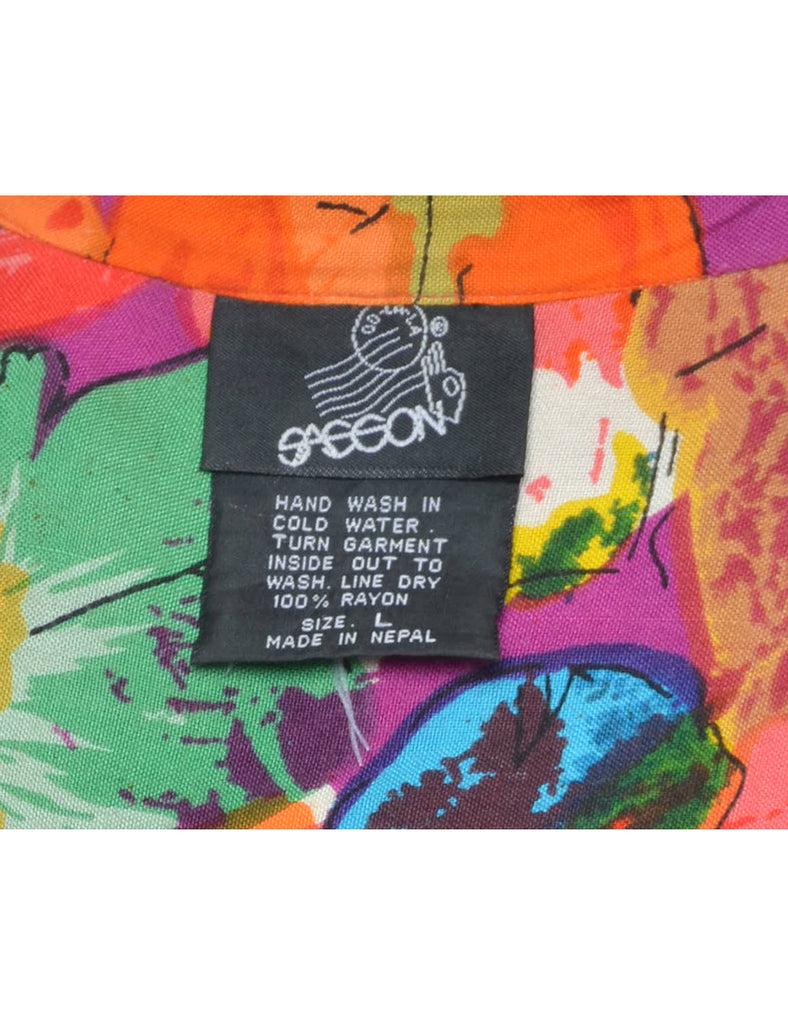 OO-LA-LA
®
SASSON
HAND WASH IN
COLD WATER .
TURN GARMENT
INSIDE OUT TO
WASH. LINE DRY
100% RAYON
SIZE. L
MADE IN NEPAL